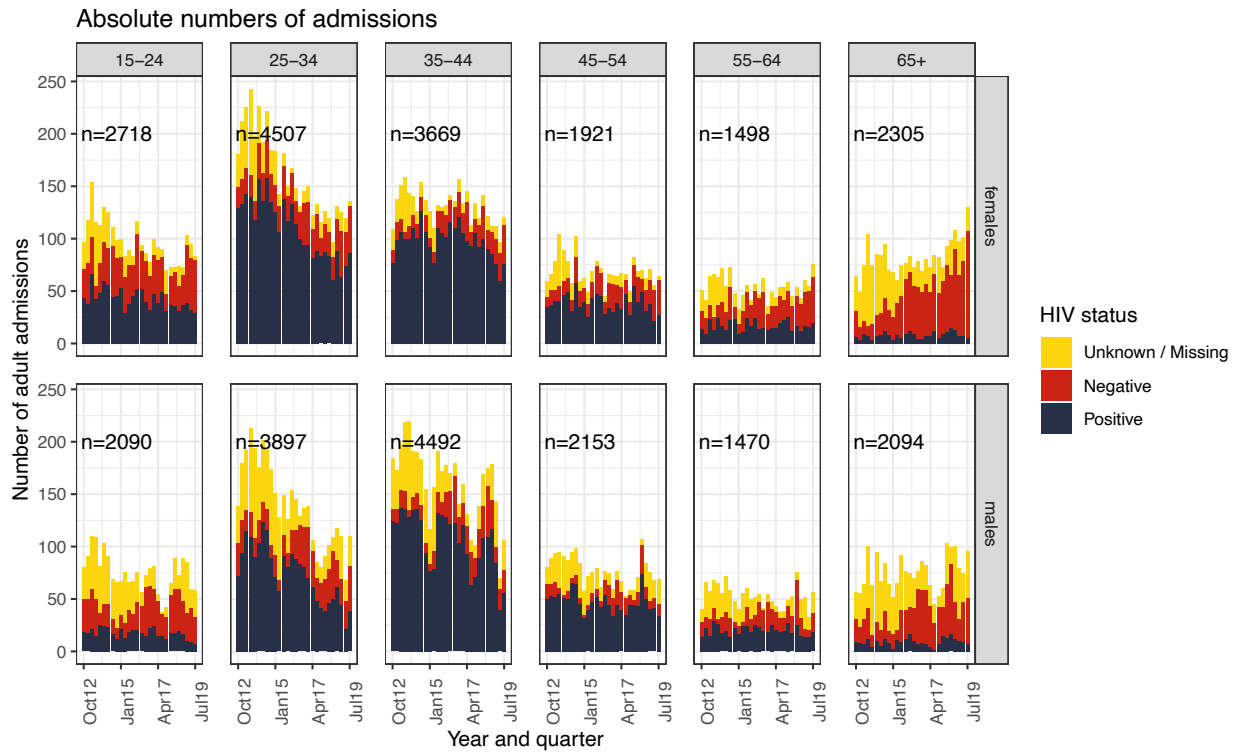 Absolute numbers of admissions
15−24 25−34 35−44 45−54 55−64 65+
Number of adult admissions
250
200
150
100
50
0
n=2718 n=4507 n=3669 n=1921 n=1498 n=2305
females
250
200
150
100
50
0
n=2090 n=3897 n=4492 n=2153 n=1470 n=2094
males
Oct12 Jan15 Apr17 Jul19 Oct12 Jan15 Apr17 Jul19 Oct12 Jan15 Apr17 Jul19 Oct12 Jan15 Apr17 Jul19 Oct12 Jan15 Apr17 Jul19 Oct12 Jan15 Apr17 Jul19
Year and quarter
HIV status
Unknown / Missing
Negative
Positive